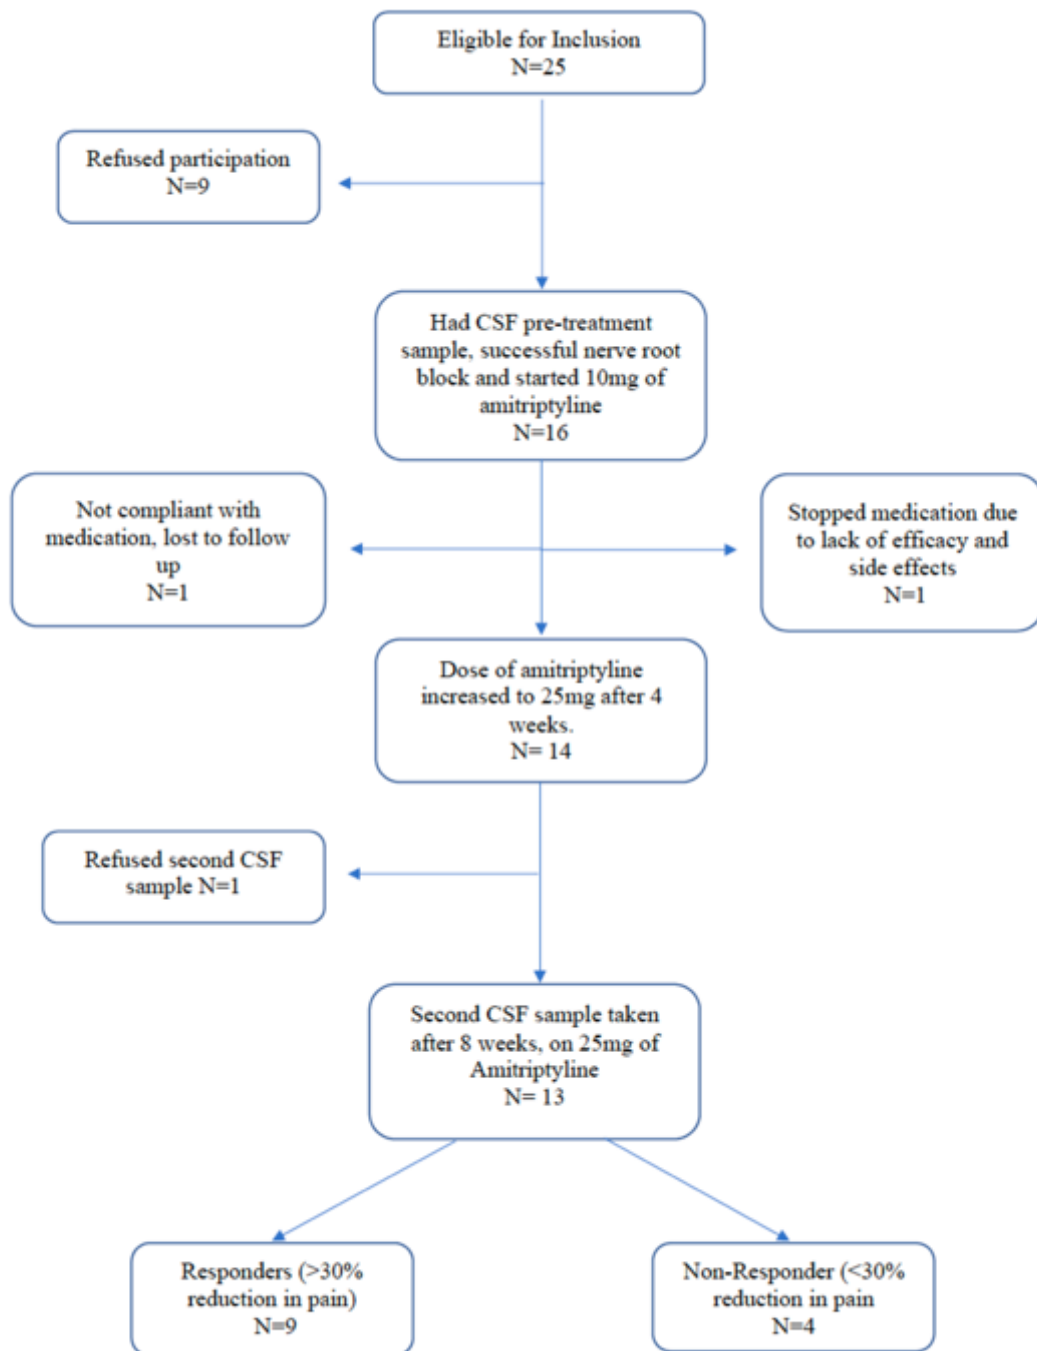 Eligible for Inclusion
N=25
Refused participation
N=9
Had CSF pre-treatment
sample, successful nerve root
block and started 10mg of
amitriptyline
N=16
Not compliant with
medication, lost to follow
up
N=1
Stopped medication due
to lack of efficacy and
side effects
N=1
Dose of amitriptyline
increased to 25mg after 4
weeks.
N= 14
Refused second CSF
sample N=1
Second CSF sample taken
after 8 weeks, on 25mg of
Amitriptyline
N= 13
Responders (>30%
reduction in pain)
N=9
Non-Responder (<30%
reduction in pain
N=4